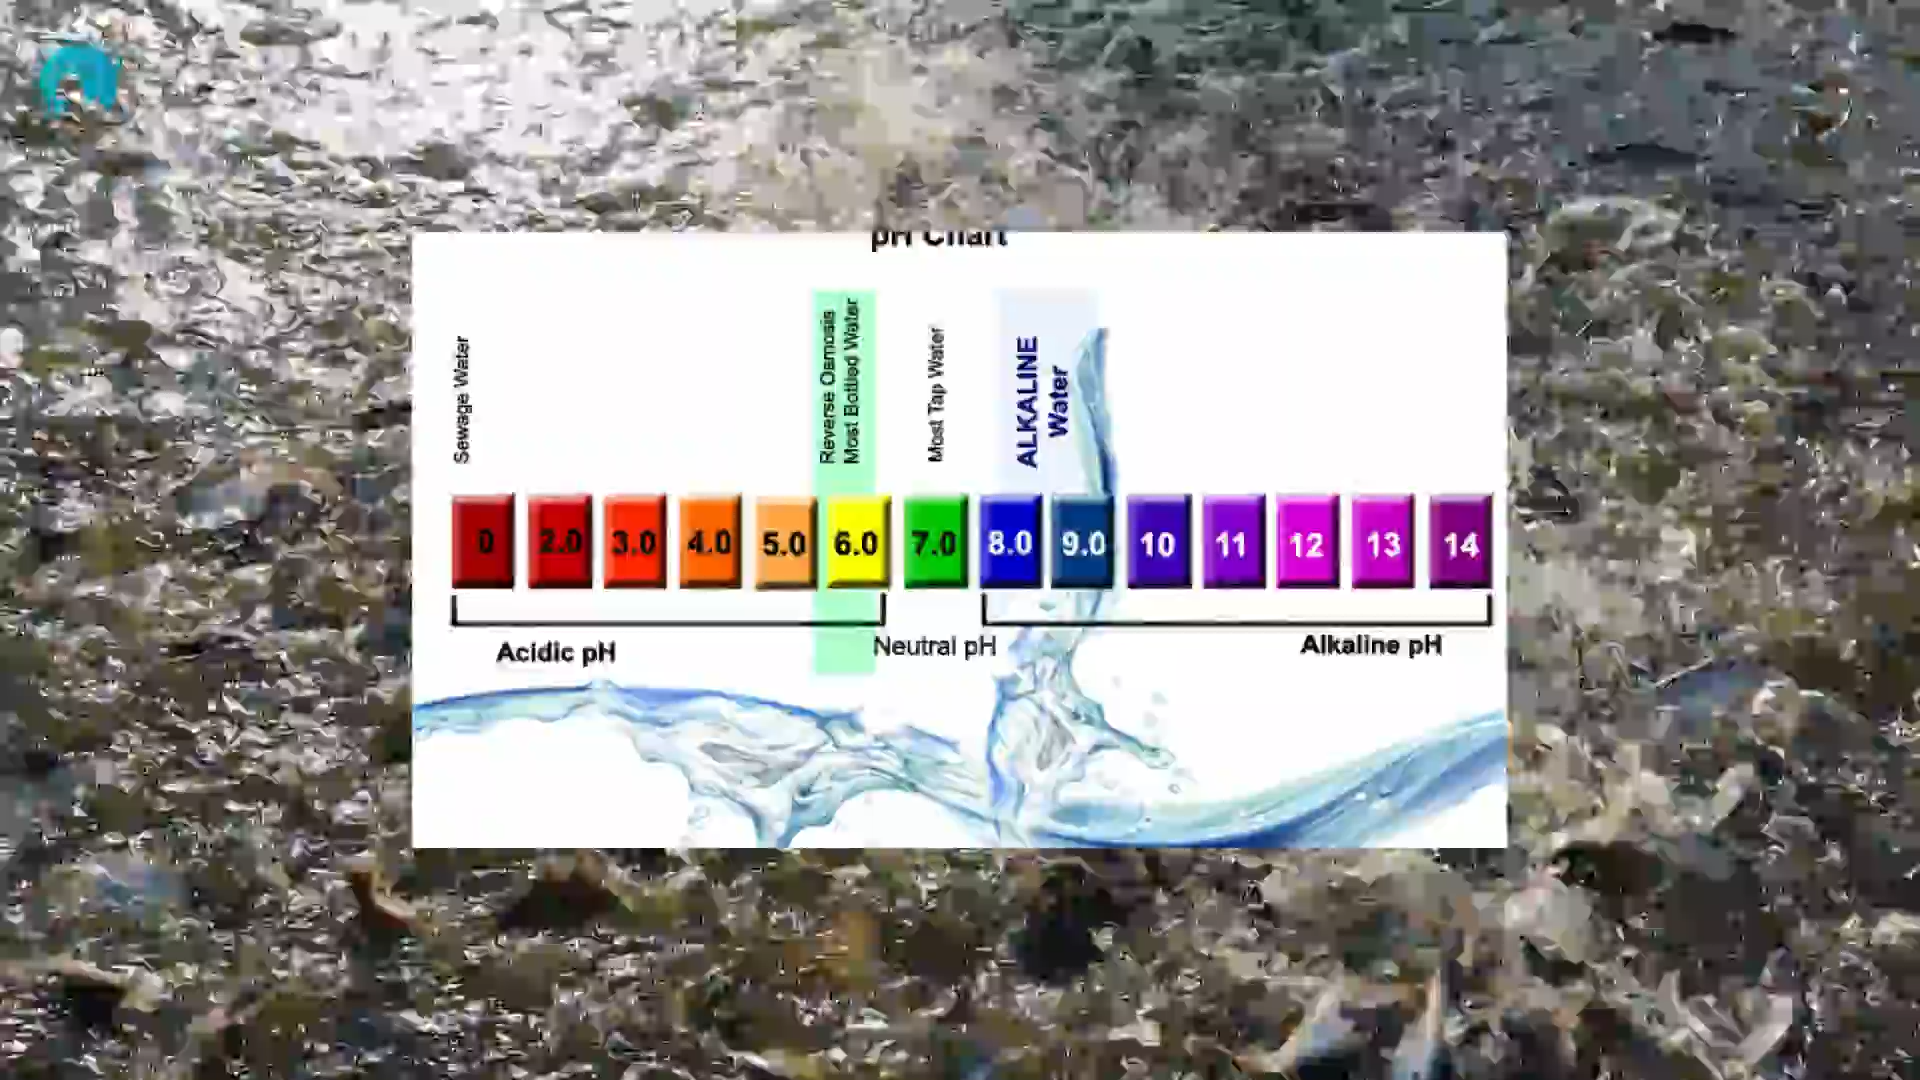 pH Chart
Sewage Water
Reverse Osmosis
Most Bottled Water
Most Tap Water
ALKALINE
Water
0 2.0 3.0 4.0 5.0 6.0 7.0 8.0 9.0 10 11 12 13 14
Acidic pH
Neutral pH
Alkaline pH